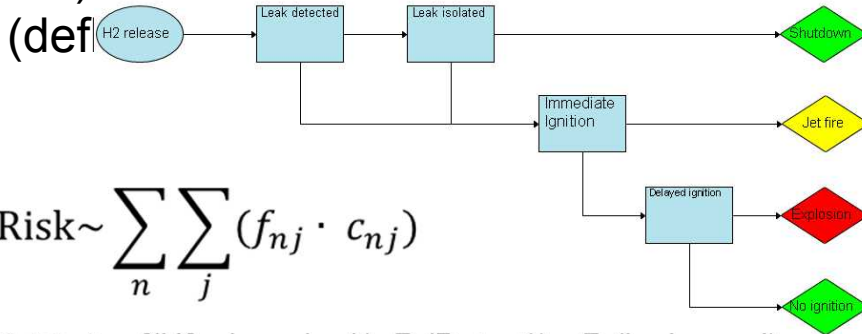 (def
H2 release
Leak detected
Leak isolated
Shutdown
Immediate
Ignition
Jet fire
Delayed ignition
Explosion
No ignition
Risk~ ∑ ∑ (f_nj · c_nj)
n j